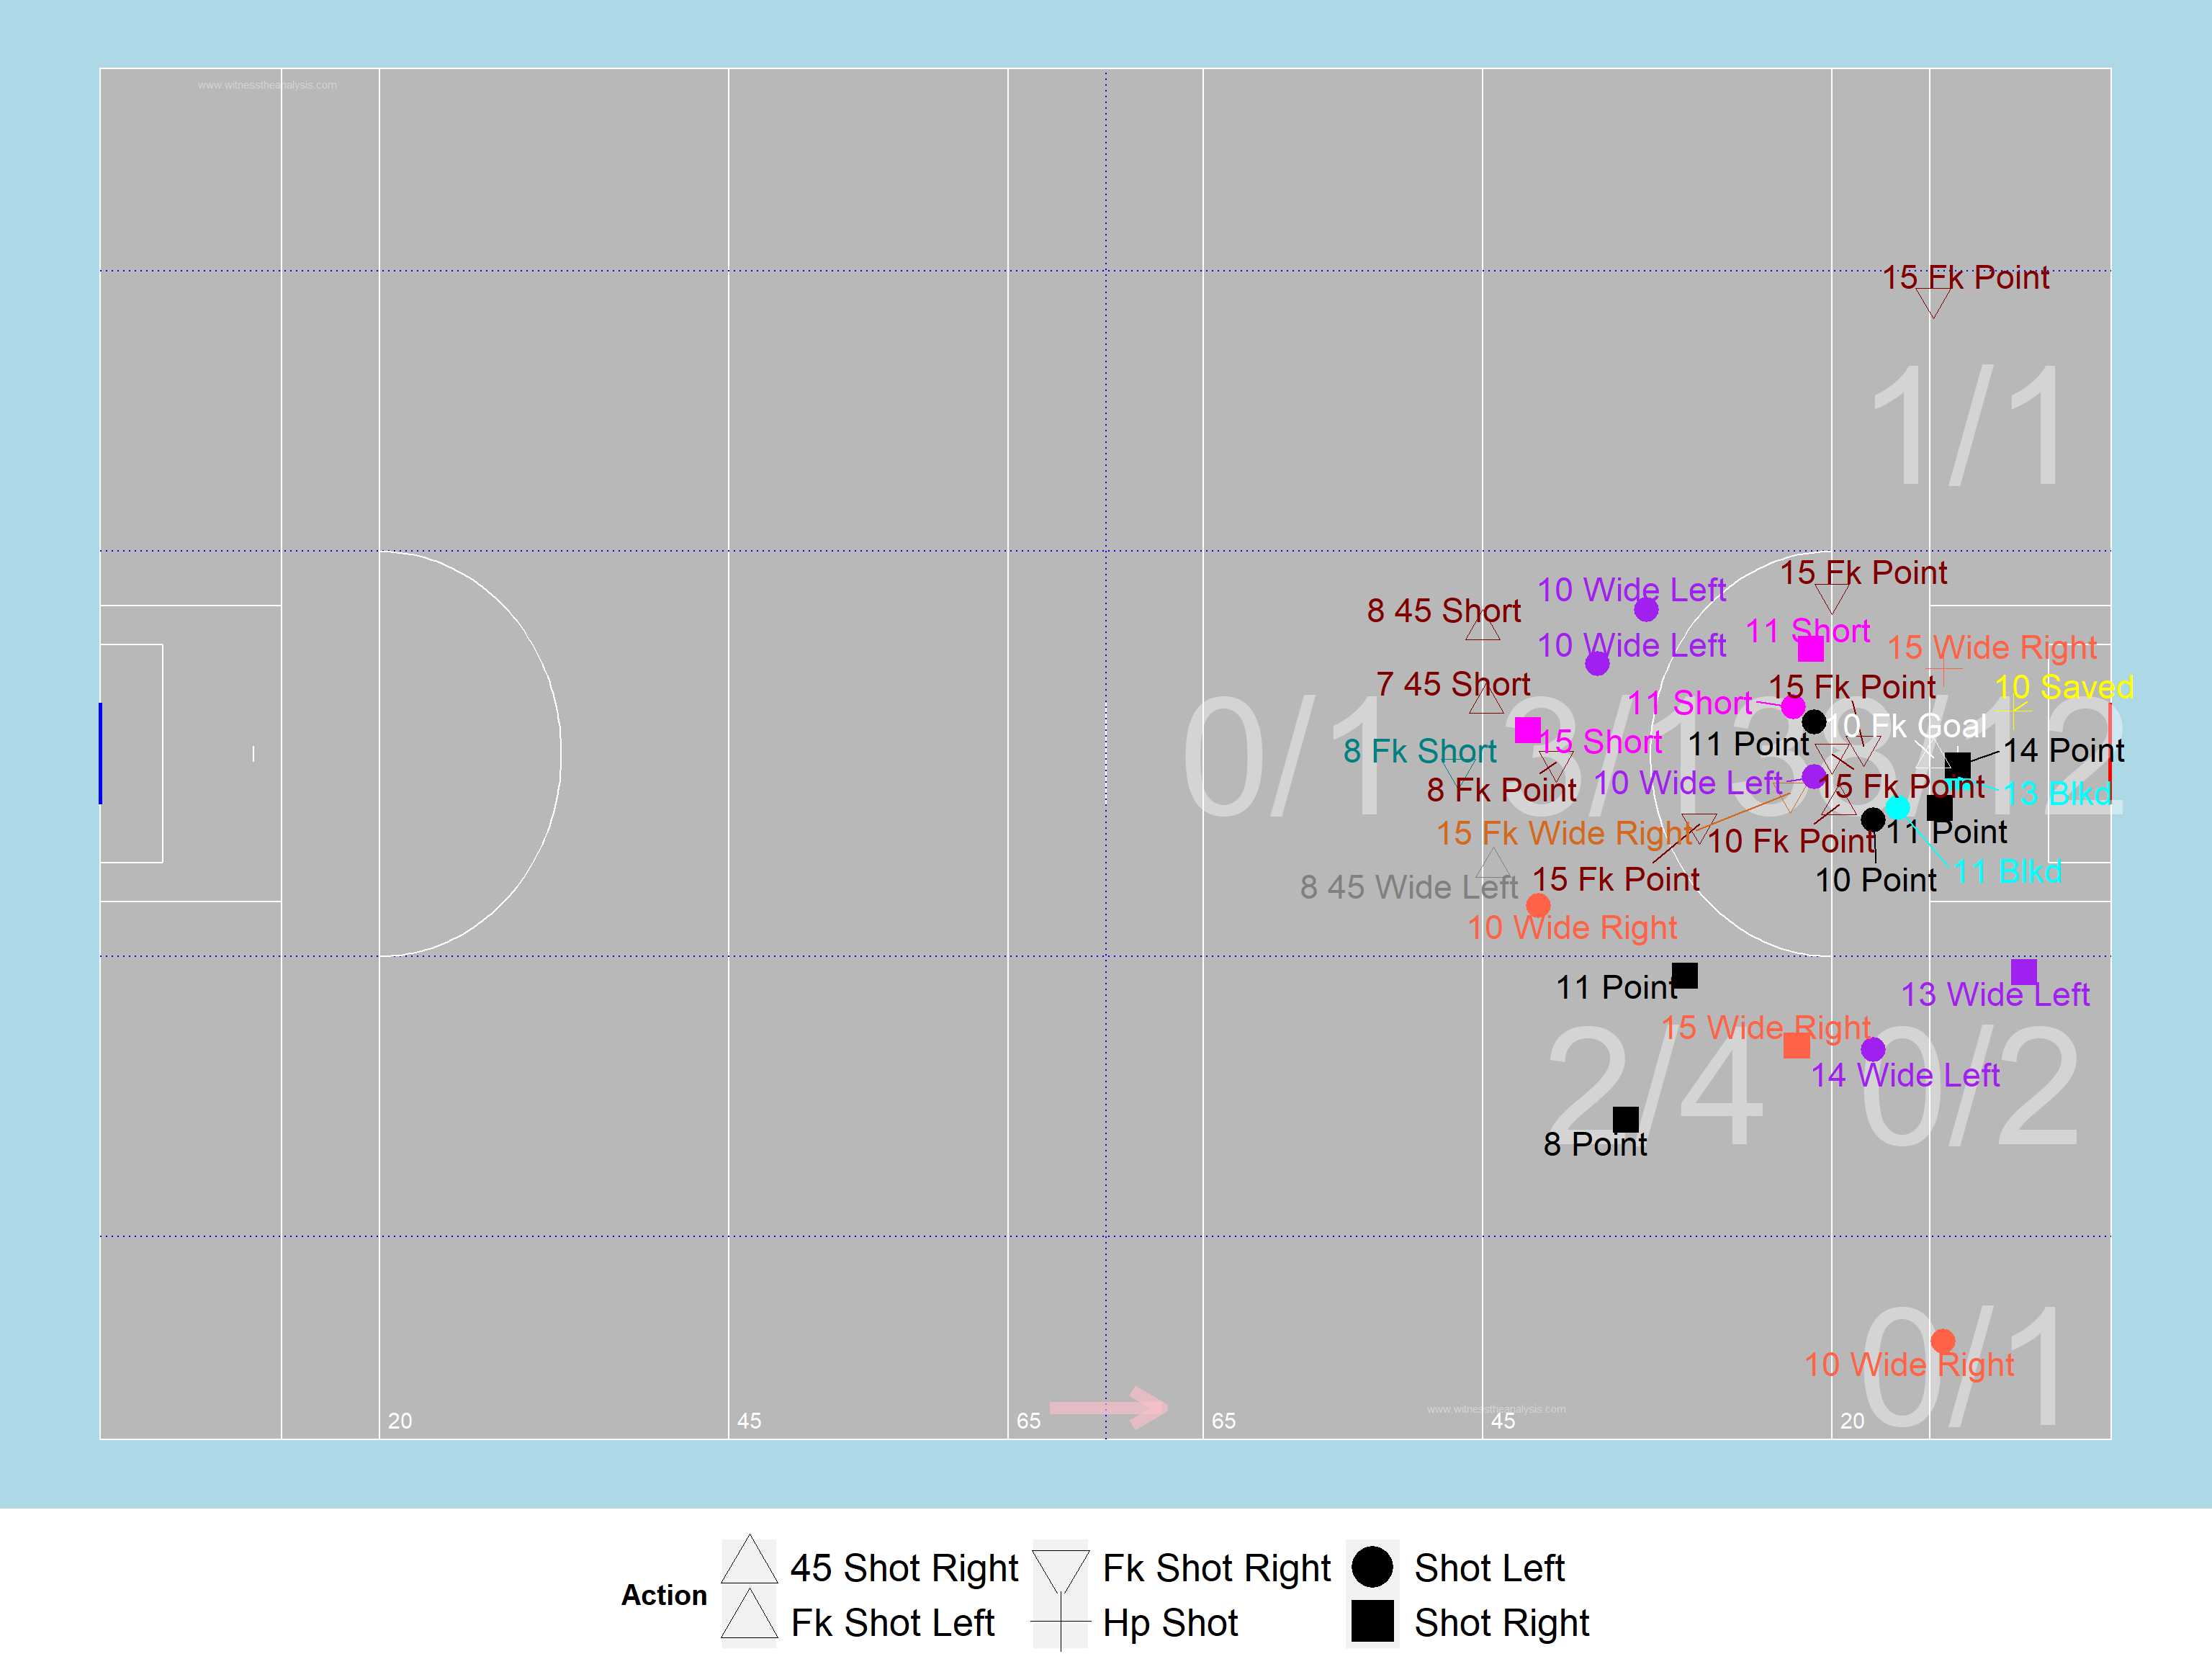 www.witnesstheanalysis.com
15 Fk Point
1/1
15 Fk Point
10 Wide Left
8 45 Short
11 Short
10 Wide Left
15 Wide Right
7 45 Short
15 Fk Point
10 Saved
11 Short
10 Fk Goal
15 Short
11 Point
8 Fk Short
14 Point
0/1
3/13
8/12
10 Wide Left
15 Fk Point
13 Blkd
8 Fk Point
15 Fk Wide Right
10 Fk Point
11 Point
11 Blkd
15 Fk Point
10 Point
8 45 Wide Left
10 Wide Right
11 Point
13 Wide Left
15 Wide Right
14 Wide Left
2/4
0/2
8 Point
10 Wide Right
0/1
www.witnesstheanalysis.com
20
45
65
65
45
20
Action
45 Shot Right
Fk Shot Right
Shot Left
Fk Shot Left
Hp Shot
Shot Right